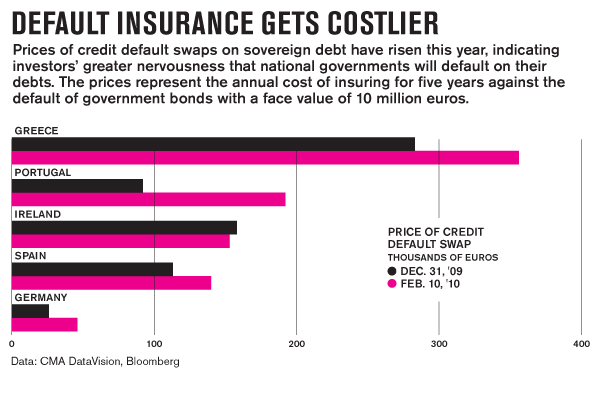 DEFAULT INSURANCE GETS COSTLIER
Prices of credit default swaps on sovereign debt have risen this year, indicating
investors' greater nervousness that national governments will default on their
debts. The prices represent the annual cost of insuring for five years against the
default of government bonds with a face value of 10 million euros.
GREECE
PORTUGAL
IRELAND
SPAIN
GERMANY
PRICE OF CREDIT
DEFAULT SWAP
THOUSANDS OF EUROS
DEC. 31, '09
FEB. 10, '10
0 100 200 300 400
Data: CMA DataVision, Bloomberg